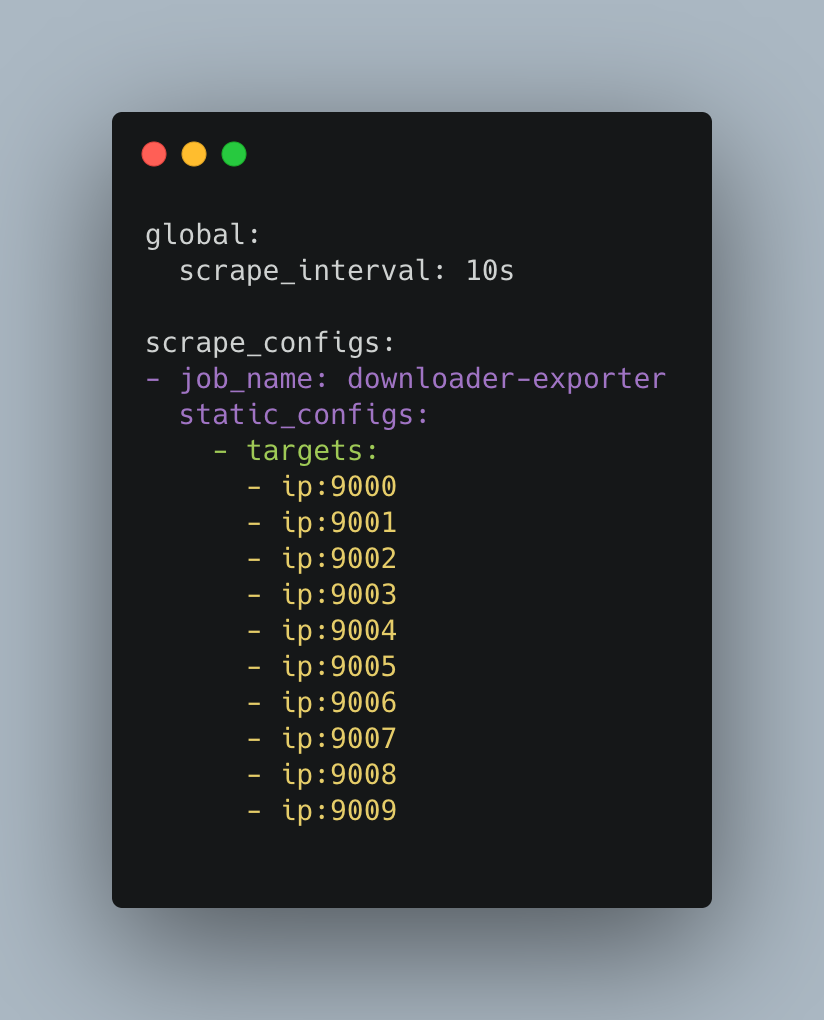 global:
  scrape_interval: 10s

scrape_configs:
- job_name: downloader-exporter
  static_configs:
    - targets:
      - ip:9000
      - ip:9001
      - ip:9002
      - ip:9003
      - ip:9004
      - ip:9005
      - ip:9006
      - ip:9007
      - ip:9008
      - ip:9009